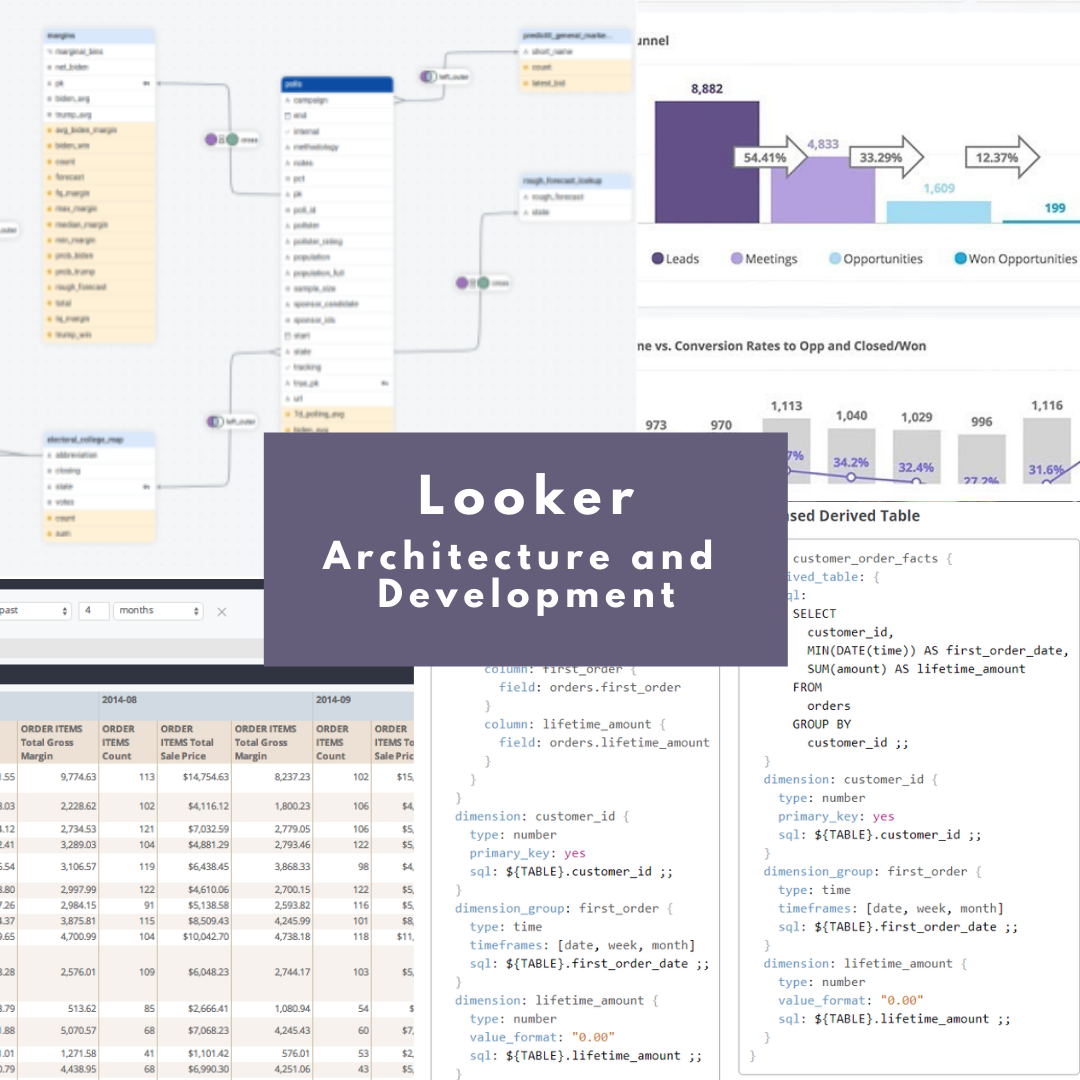 margins
marginal_bins
net_biden
pk
biden_avg
trump_avg
avg_biden_margin
biden_win
count
forecast
fq_margin
max_margin
median_margin
min_margin
prob_biden
prob_trump
rough_forecast
total
tq_margin
trump_win
cross
polls
campaign
end
internal
methodology
notes
pct
pk
poll_id
pollster
pollster_rating
population
population_full
sample_size
sponsor_candidate
sponsor_ids
start
state
tracking
true_pk
url
7d_polling_avg
biden_avg
left_outer
short_name
count
latest_bid
rough_forecast_lookup
rough_forecast
state
cross
left_outer
electoral_college_map
abbreviation
closing
state
votes
count
sum
unnel
8,882
4,833
1,609
199
54.41%
33.29%
12.37%
Leads
Meetings
Opportunities
Won Opportunities
ne vs. Conversion Rates to Opp and Closed/Won
973
970
1,113
1,040
1,029
996
1,116
7%
34.2%
32.4%
27.2%
31.6%
Looker
Architecture and
Development
past 4 months
2014-08 2014-09
ORDER ITEMS Total Gross Margin
ORDER ITEMS Count
ORDER ITEMS Total Sale Price
ORDER ITEMS Total Gross Margin
ORDER ITEMS Count
ORDER ITEMS To Sale Pric
1.55 9,774.63 113 $14,754.63 8,237.23 102 $15,
3.03 2,228.62 102 $4,116.12 1,800.23 106 $4,
4.12 2,734.53 121 $7,032.59 2,779.05 106 $5,
2.41 3,289.03 104 $4,881.29 2,793.46 122 $5,
5.54 3,106.57 119 $6,438.45 3,868.33 98 $4,
3.80 2,997.99 122 $4,610.06 2,700.15 122 $5,
7.26 2,984.15 91 $5,138.58 2,593.82 116 $5,
4.37 3,875.81 115 $8,509.43 4,245.99 101 $8,
9.65 4,700.99 104 $10,042.70 4,738.18 118 $11,
3.28 2,576.01 109 $6,048.23 2,744.17 103 $5,
3.79 513.62 85 $2,666.41 1,080.94 54 $
1.88 5,070.57 68 $7,068.23 4,245.43 60 $7,
1.01 1,271.58 41 $1,101.42 576.01 53 $2,
0.79 4,438.95 68 $6,990.30 4,251.06 43 $5,
column: first_order {
field: orders.first_order
}
column: lifetime_amount {
field: orders.lifetime_amount
}
}
}
dimension: customer_id {
type: number
primary_key: yes
sql: ${TABLE}.customer_id ;;
}
dimension_group: first_order {
type: time
timeframes: [date, week, month]
sql: ${TABLE}.first_order_date ;;
}
dimension: lifetime_amount {
type: number
value_format: "0.00"
sql: ${TABLE}.lifetime_amount ;;
}
ased Derived Table
customer_order_facts {
ived_table: {
ql:
SELECT
customer_id,
MIN(DATE(time)) AS first_order_date,
SUM(amount) AS lifetime_amount
FROM
orders
GROUP BY
customer_id ;;
}
dimension: customer_id {
type: number
primary_key: yes
sql: ${TABLE}.customer_id ;;
}
dimension_group: first_order {
type: time
timeframes: [date, week, month]
sql: ${TABLE}.first_order_date ;;
}
dimension: lifetime_amount {
type: number
value_format: "0.00"
sql: ${TABLE}.lifetime_amount ;;
}
}